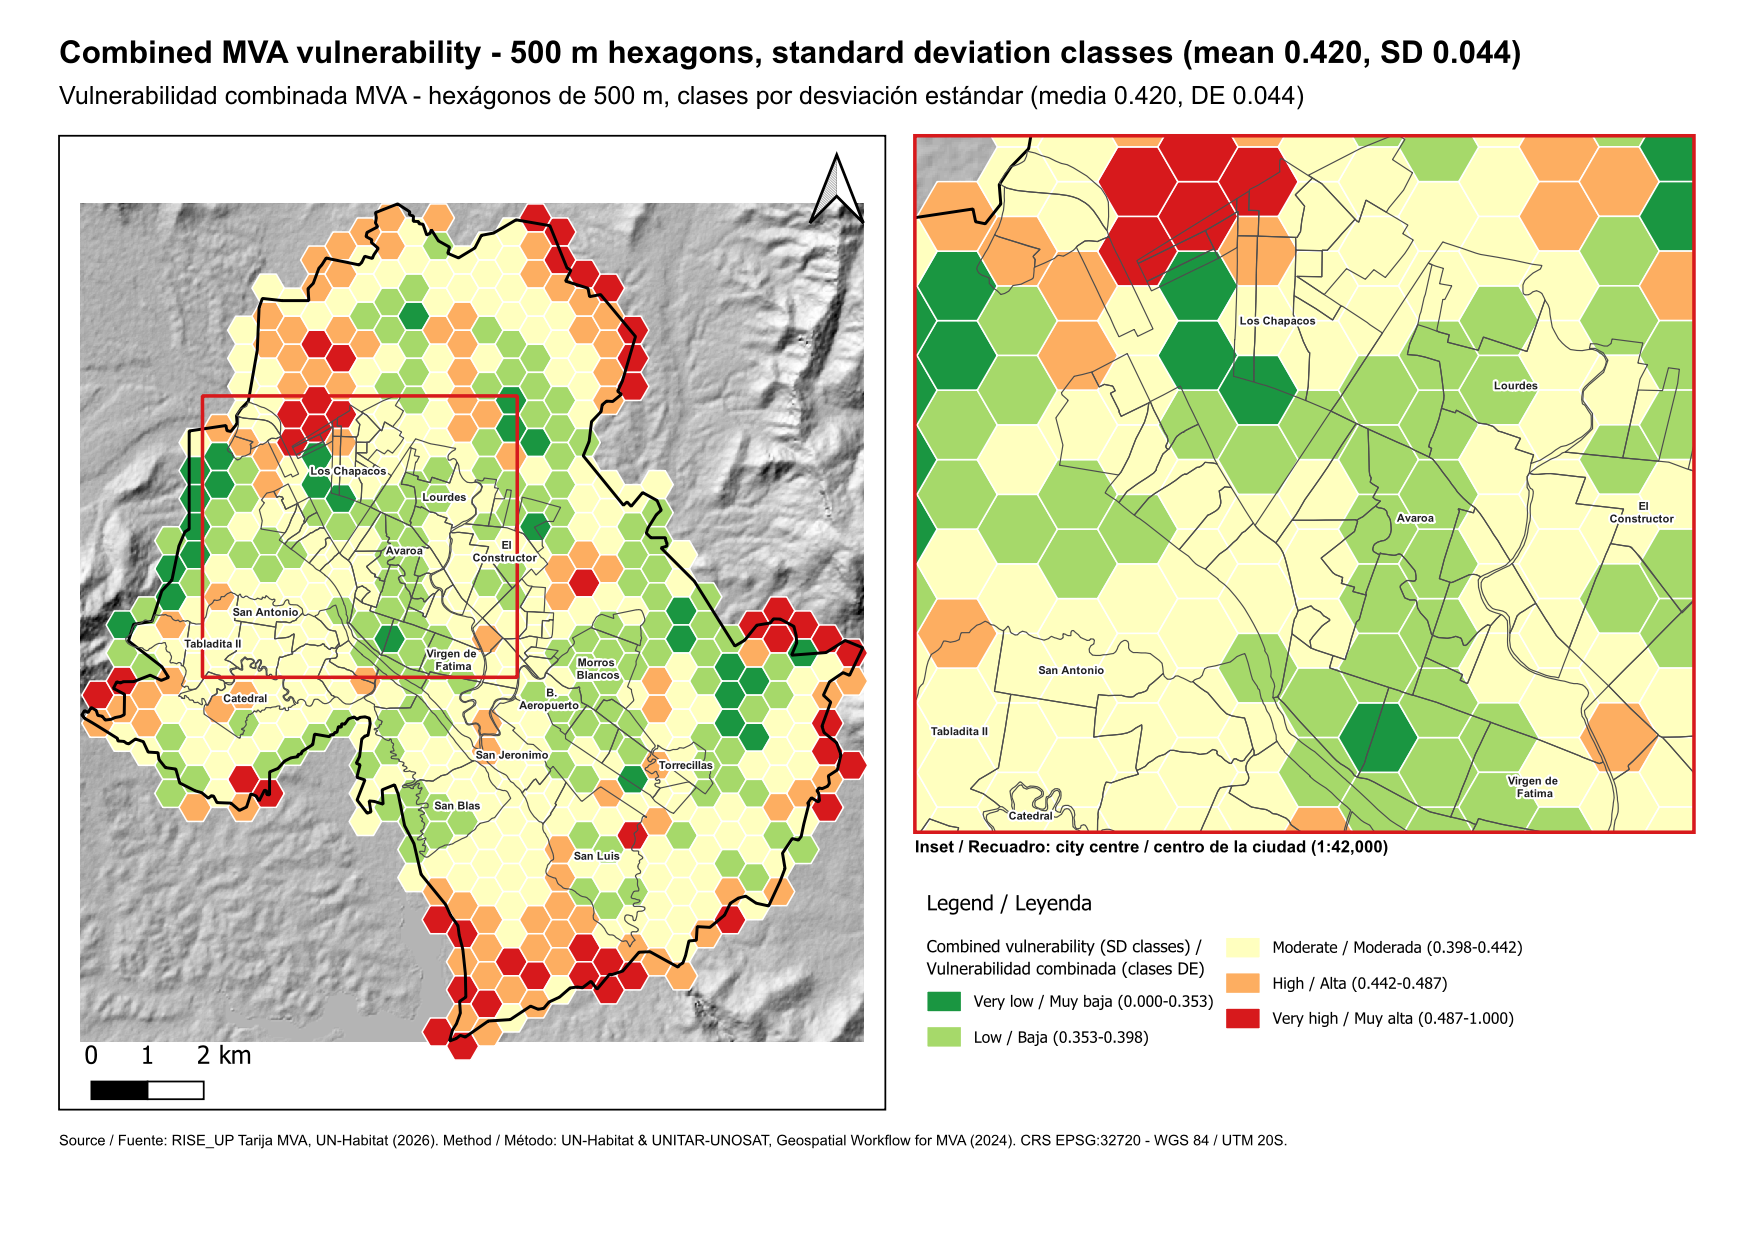 Combined MVA vulnerability - 500 m hexagons, standard deviation classes (mean 0.420, SD 0.044)
Vulnerabilidad combinada MVA - hexágonos de 500 m, clases por desviación estándar (media 0.420, DE 0.044)
Los Chapacos
Lourdes
Avaroa
El
Constructor
San Antonio
Tabladita II
Virgen de
Fatima
Morros
Blancos
Catedral
B.
Aeropuerto
San Jeronimo
Torrecillas
San Blas
San Luis
0 1 2 km
Los Chapacos
Lourdes
Avaroa
El
Constructor
San Antonio
Tabladita II
Virgen de
Fatima
Catedral
Inset / Recuadro: city centre / centro de la ciudad (1:42,000)
Legend / Leyenda
Combined vulnerability (SD classes) /
Vulnerabilidad combinada (clases DE)
Very low / Muy baja (0.000-0.353)
Low / Baja (0.353-0.398)
Moderate / Moderada (0.398-0.442)
High / Alta (0.442-0.487)
Very high / Muy alta (0.487-1.000)
Source / Fuente: RISE_UP Tarija MVA, UN-Habitat (2026). Method / Método: UN-Habitat & UNITAR-UNOSAT, Geospatial Workflow for MVA (2024). CRS EPSG:32720 - WGS 84 / UTM 20S.